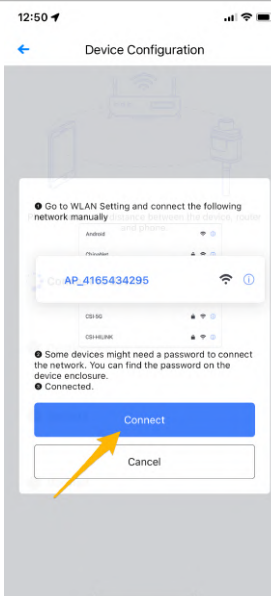 12:50
Device Configuration
❶ Go to WLAN Setting and connect the following
network manually
Android
ChinaNet
AP_4165434295
CGI-5G
CGI-HILINK
❷ Some devices might need a password to connect
the network. You can find the password on the
device enclosure.
❸ Connected.
Connect
Cancel